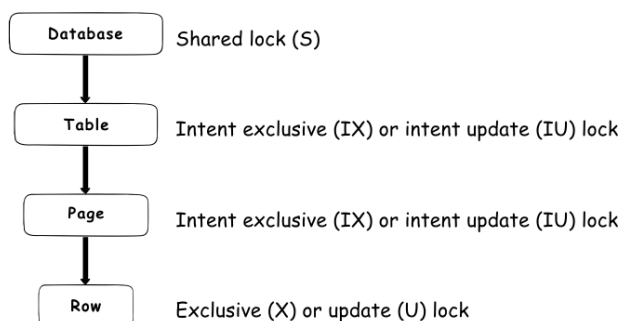 Database
Shared lock (S)
Table
Intent exclusive (IX) or intent update (IU) lock
Page
Intent exclusive (IX) or intent update (IU) lock
Row
Exclusive (X) or update (U) lock